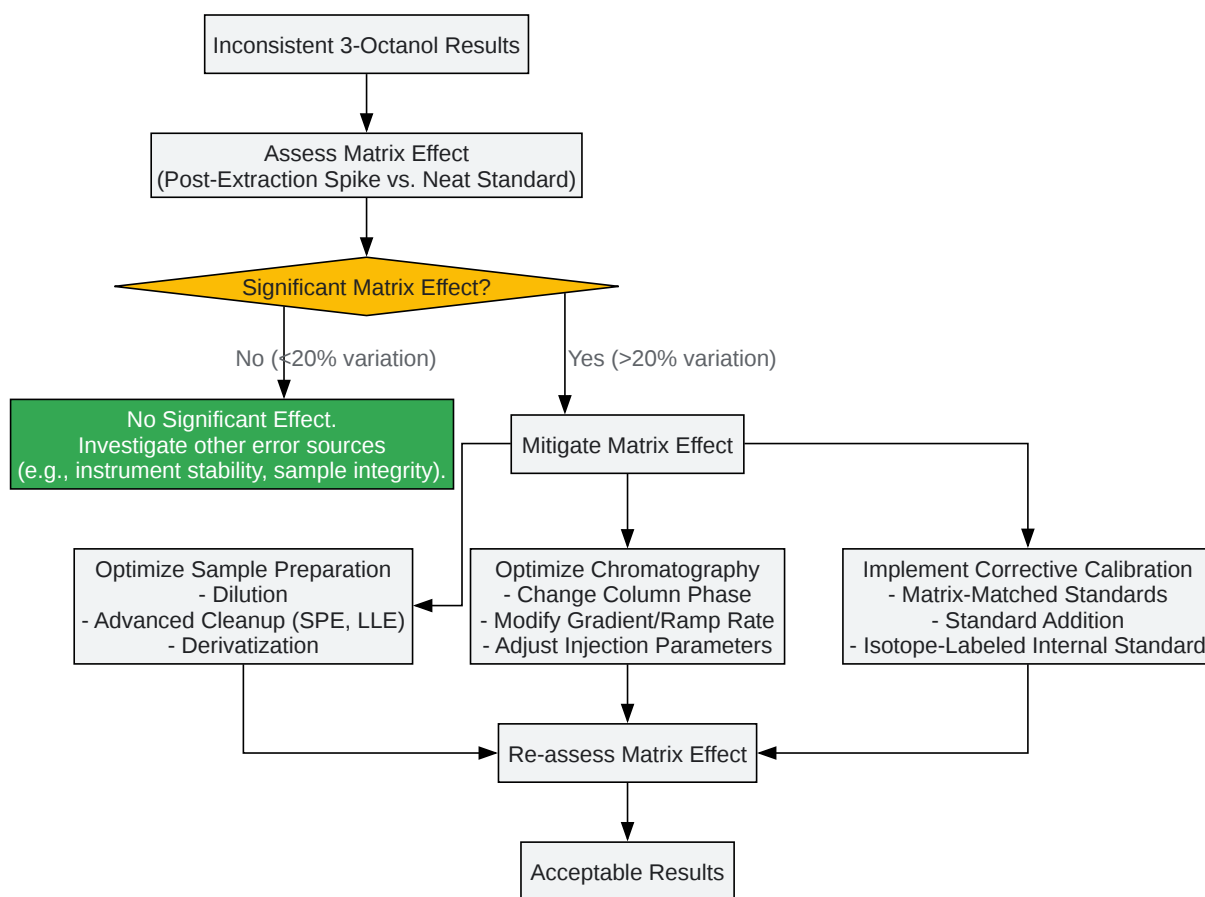 Inconsistent 3-Octanol Results
Assess Matrix Effect
(Post-Extraction Spike vs. Neat Standard)
Significant Matrix Effect?
No (<20% variation)
Yes (>20% variation)
No Significant Effect.
Investigate other error sources
(e.g., instrument stability, sample integrity).
Mitigate Matrix Effect
Optimize Sample Preparation
- Dilution
- Advanced Cleanup (SPE, LLE)
- Derivatization
Optimize Chromatography
- Change Column Phase
- Modify Gradient/Ramp Rate
- Adjust Injection Parameters
Implement Corrective Calibration
- Matrix-Matched Standards
- Standard Addition
- Isotope-Labeled Internal Standard
Re-assess Matrix Effect
Acceptable Results